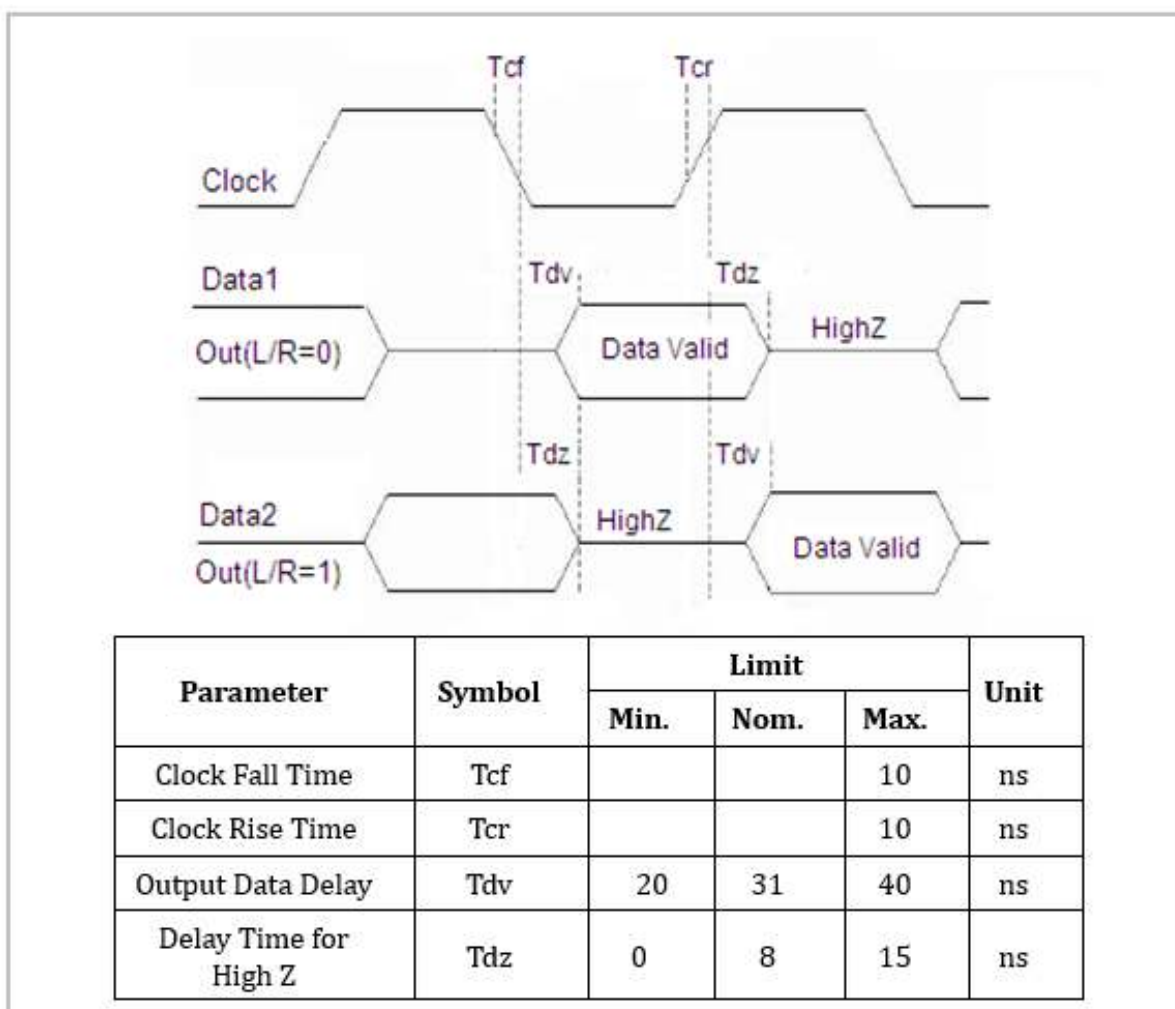 Tcf Tcr
Clock
Data1 Tdv Tdz
Out(L/R=0) Data Valid HighZ
Tdz Tdv
Data2 HighZ
Out(L/R=1) Data Valid
Parameter Symbol Limit Unit
Min. Nom. Max.
Clock Fall Time Tcf 10 ns
Clock Rise Time Tcr 10 ns
Output Data Delay Tdv 20 31 40 ns
Delay Time for
High Z Tdz 0 8 15 ns